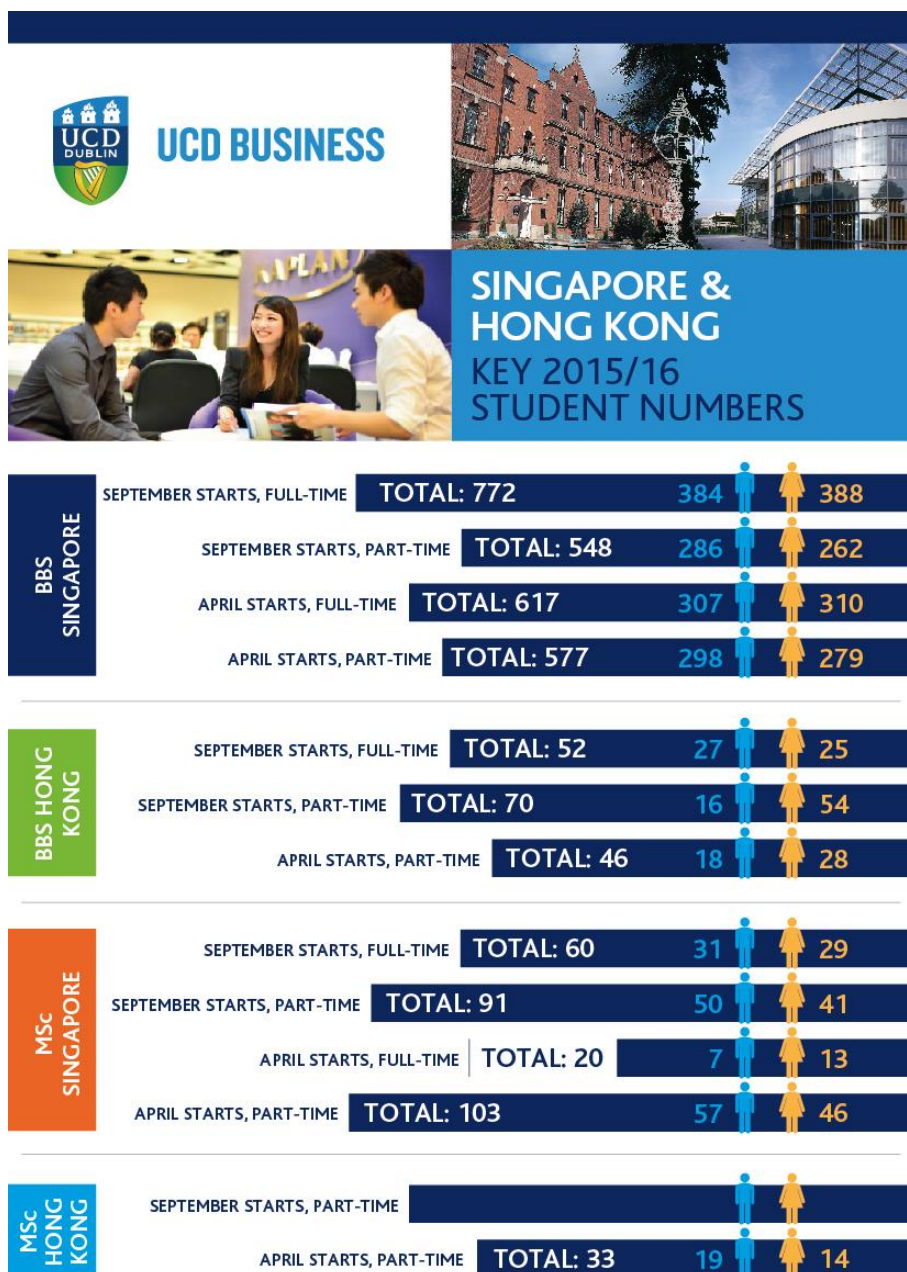 UCD
DUBLIN
UCD BUSINESS
KAPLAN
SINGAPORE &
HONG KONG
KEY 2015/16
STUDENT NUMBERS
BBS
SINGAPORE
SEPTEMBER STARTS, FULL-TIME TOTAL: 772 384 388
SEPTEMBER STARTS, PART-TIME TOTAL: 548 286 262
APRIL STARTS, FULL-TIME TOTAL: 617 307 310
APRIL STARTS, PART-TIME TOTAL: 577 298 279
BBS HONG
KONG
SEPTEMBER STARTS, FULL-TIME TOTAL: 52 27 25
SEPTEMBER STARTS, PART-TIME TOTAL: 70 16 54
APRIL STARTS, PART-TIME TOTAL: 46 18 28
MSc
SINGAPORE
SEPTEMBER STARTS, FULL-TIME TOTAL: 60 31 29
SEPTEMBER STARTS, PART-TIME TOTAL: 91 50 41
APRIL STARTS, FULL-TIME TOTAL: 20 7 13
APRIL STARTS, PART-TIME TOTAL: 103 57 46
MSc
HONG
KONG
SEPTEMBER STARTS, PART-TIME
APRIL STARTS, PART-TIME TOTAL: 33 19 14